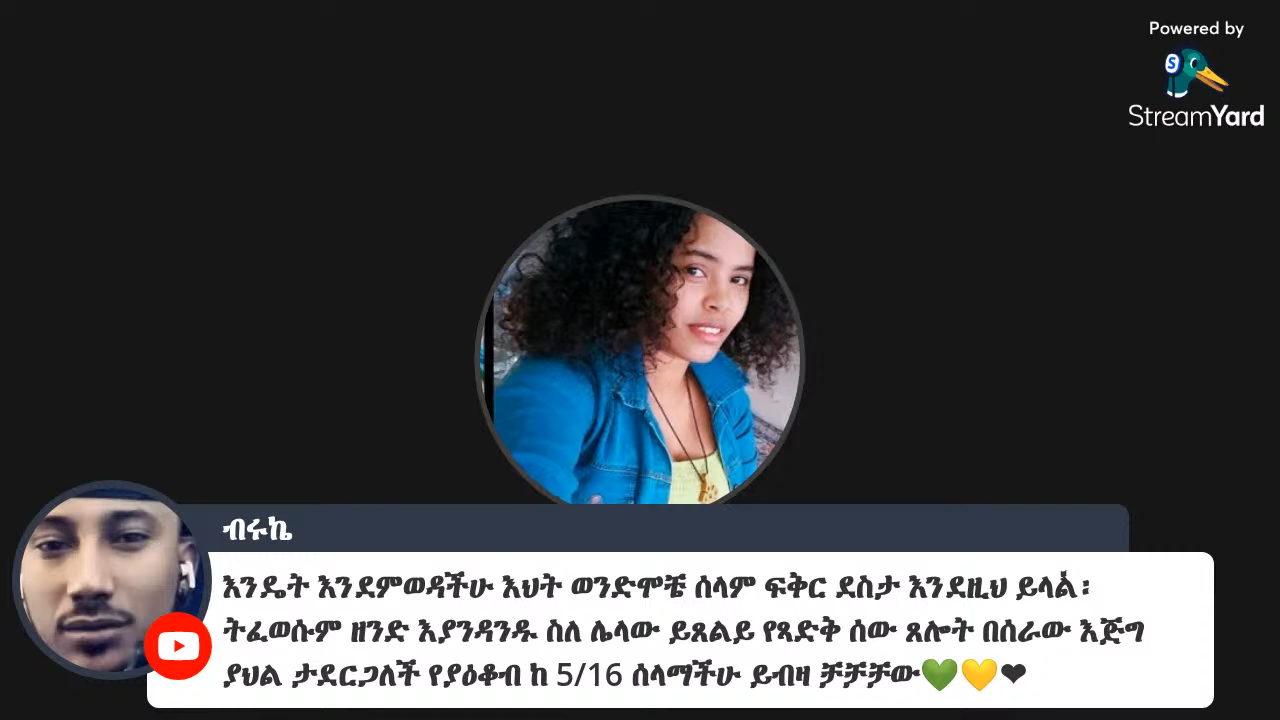 Powered by
StreamYard
ብሩኬ
እንዴት እንደምወዳችሁ እህት ወንድሞቼ ሰላም ፍቅር ደስታ እንደዚህ ይላል፥
ትፈወሱም ዘንድ እያንዳንዱ ስለ ሌላው ይጸልይ የጻድቅ ሰው ጸሎት በሰራው እጅግ
ያህል ታደርጋለች የያዕቆብ ከ 5/16 ሰላማችሁ ይብዛ ቻቻቻው💚💛❤